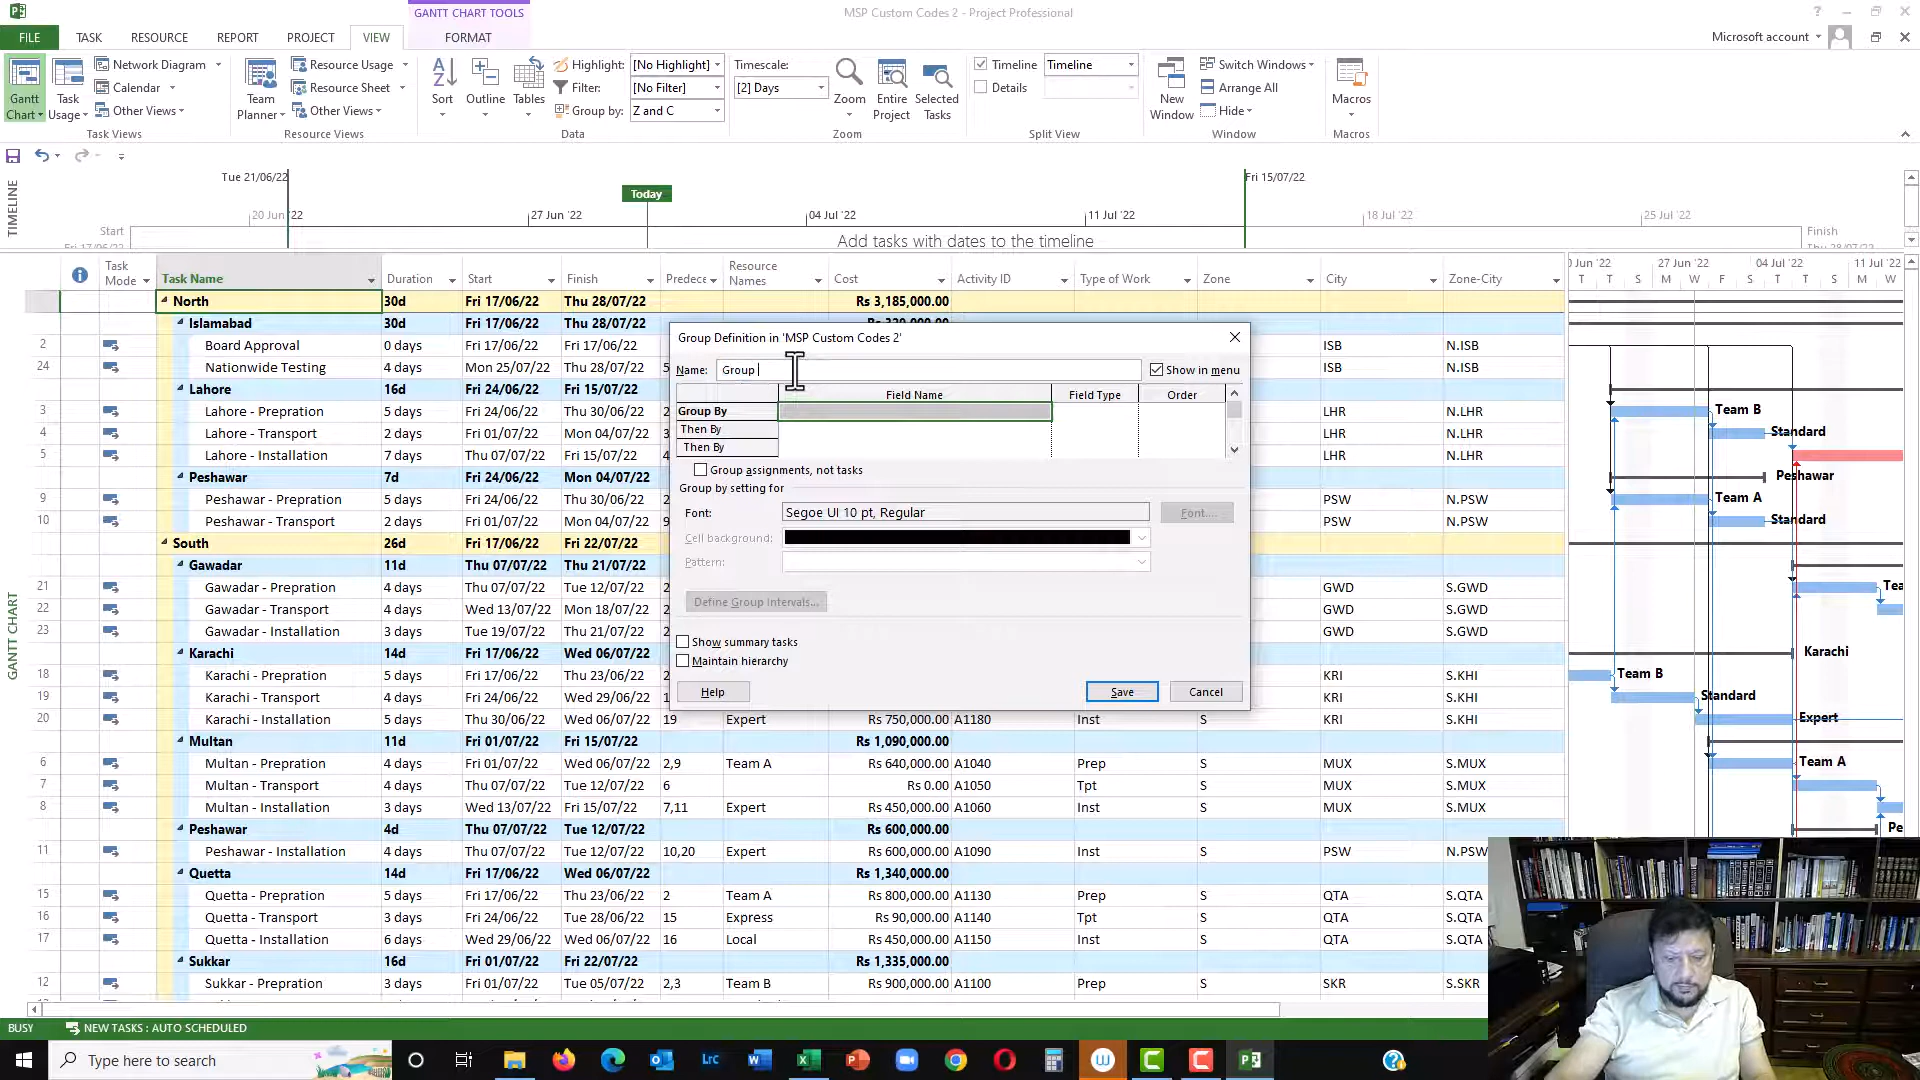 GANTT CHART TOOLS
MSP Custom Codes 2 - Project Professional
FILE TASK RESOURCE REPORT PROJECT VIEW FORMAT
Microsoft account
Gantt Chart
Task Usage
Network Diagram
Calendar
Other Views
Task Views
Team Planner
Resource Usage
Resource Sheet
Other Views
Resource Views
Sort
Outline
Tables
Highlight: [No Highlight]
Filter: [No Filter]
Group by: Z and C
Data
Timescale:
[2] Days
Zoom
Entire Project
Selected Tasks
Zoom
Timeline Timeline
Details
Split View
New Window
Switch Windows
Arrange All
Hide
Window
Macros
Macros
TIMELINE
Tue 21/06/22
Today
Fri 15/07/22
20 Jun '22 27 Jun '22 04 Jul '22 11 Jul '22 18 Jul '22 25 Jul '22
Start
Fri 17/06/22
Add tasks with dates to the timeline
Finish
Thu 28/07/22
GANTT CHART
Task Mode Task Name Duration Start Finish Predece Resource Names Cost Activity ID Type of Work Zone City Zone-City
Jun '22 27 Jun '22 04 Jul '22 11 Jul '22
T T S M W F S T T S M W
North 30d Fri 17/06/22 Thu 28/07/22 Rs 3,185,000.00
Islamabad 30d Fri 17/06/22 Thu 28/07/22
2 Board Approval 0 days Fri 17/06/22 Fri 17/06/22 ISB N.ISB
24 Nationwide Testing 4 days Mon 25/07/22 Thu 28/07/22 ISB N.ISB
Lahore 16d Fri 24/06/22 Fri 15/07/22
3 Lahore - Prepration 5 days Fri 24/06/22 Thu 30/06/22 2 LHR N.LHR Team B
4 Lahore - Transport 2 days Fri 01/07/22 Mon 04/07/22 3 LHR N.LHR Standard
5 Lahore - Installation 7 days Thu 07/07/22 Fri 15/07/22 4 LHR N.LHR
Peshawar 7d Fri 24/06/22 Mon 04/07/22 Peshawar
9 Peshawar - Prepration 5 days Fri 24/06/22 Thu 30/06/22 2 PSW N.PSW Team A
10 Peshawar - Transport 2 days Fri 01/07/22 Mon 04/07/22 9 PSW N.PSW Standard
South 26d Fri 17/06/22 Fri 22/07/22
Gawadar 11d Thu 07/07/22 Thu 21/07/22
21 Gawadar - Prepration 4 days Thu 07/07/22 Tue 12/07/22 GWD S.GWD Tea
22 Gawadar - Transport 4 days Wed 13/07/22 Mon 18/07/22 2 GWD S.GWD
23 Gawadar - Installation 3 days Tue 19/07/22 Thu 21/07/22 2 GWD S.GWD
Karachi 14d Fri 17/06/22 Wed 06/07/22 Karachi
18 Karachi - Prepration 5 days Fri 17/06/22 Thu 23/06/22 2 KRI S.KHI Team B
19 Karachi - Transport 4 days Fri 24/06/22 Wed 29/06/22 1 KRI S.KHI Standard
20 Karachi - Installation 5 days Thu 30/06/22 Wed 06/07/22 19 Expert Rs 750,000.00 A1180 Inst S KRI S.KHI Expert
Multan 11d Fri 01/07/22 Fri 15/07/22 Rs 1,090,000.00
6 Multan - Prepration 4 days Fri 01/07/22 Wed 06/07/22 2,9 Team A Rs 640,000.00 A1040 Prep S MUX S.MUX Team A
7 Multan - Transport 4 days Thu 07/07/22 Tue 12/07/22 6 Rs 0.00 A1050 Tpt S MUX S.MUX
8 Multan - Installation 3 days Wed 13/07/22 Fri 15/07/22 7,11 Expert Rs 450,000.00 A1060 Inst S MUX S.MUX
Peshawar 4d Thu 07/07/22 Tue 12/07/22 Rs 600,000.00 Pe
11 Peshawar - Installation 4 days Thu 07/07/22 Tue 12/07/22 10,20 Expert Rs 600,000.00 A1090 Inst S PSW N.PSW
Quetta 14d Fri 17/06/22 Wed 06/07/22 Rs 1,340,000.00
15 Quetta - Prepration 5 days Fri 17/06/22 Thu 23/06/22 2 Team A Rs 800,000.00 A1130 Prep S QTA S.QTA
16 Quetta - Transport 3 days Fri 24/06/22 Tue 28/06/22 15 Express Rs 90,000.00 A1140 Tpt S QTA S.QTA
17 Quetta - Installation 6 days Wed 29/06/22 Wed 06/07/22 16 Local Rs 450,000.00 A1150 Inst S QTA S.QTA
Sukkar 16d Fri 01/07/22 Fri 22/07/22 Rs 1,335,000.00
12 Sukkar - Prepration 3 days Fri 01/07/22 Tue 05/07/22 2,3 Team B Rs 900,000.00 A1100 Prep S SKR S.SKR
Group Definition in 'MSP Custom Codes 2'
Name: Group
Show in menu
Field Name Field Type Order
Group By
Then By
Then By
Group assignments, not tasks
Group by setting for
Font: Segoe UI 10 pt, Regular Font...
Cell background:
Pattern:
Define Group Intervals...
Show summary tasks
Maintain hierarchy
Help Save Cancel
BUSY NEW TASKS : AUTO SCHEDULED
Type here to search
Lrc